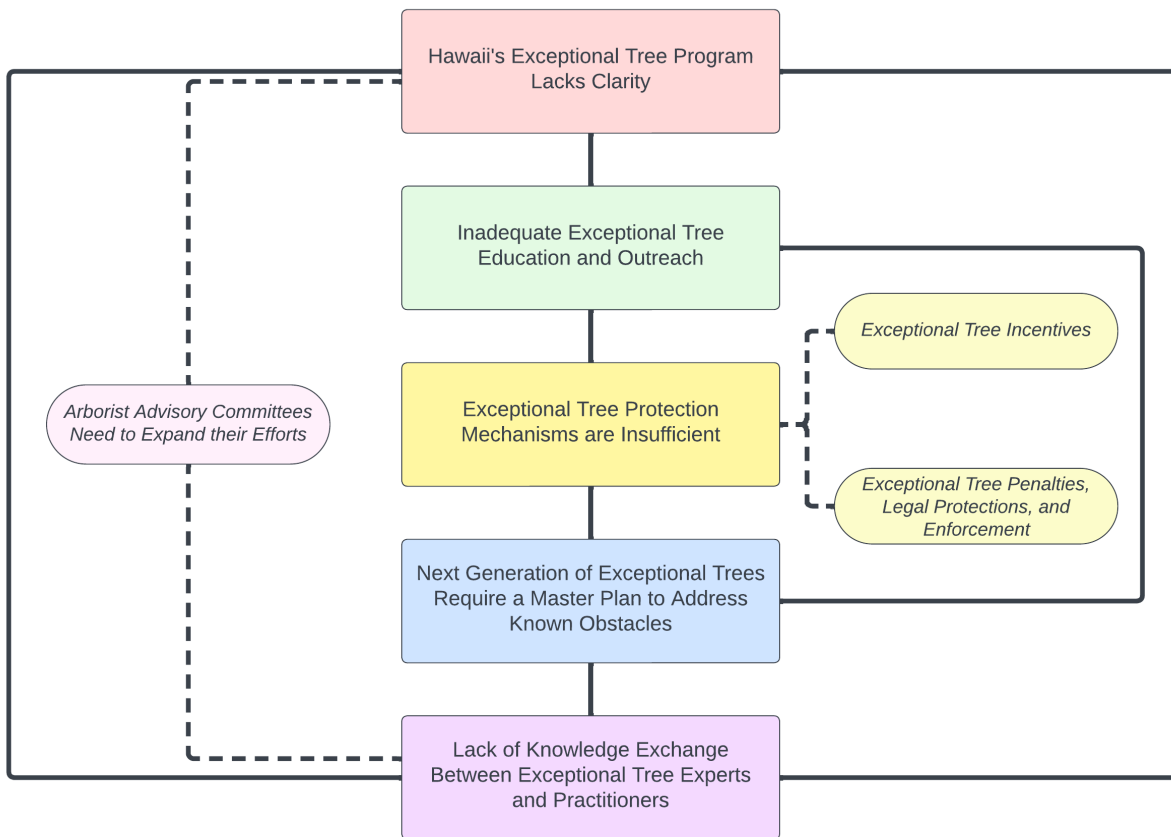 Hawaii's Exceptional Tree Program
Lacks Clarity
Inadequate Exceptional Tree
Education and Outreach
Exceptional Tree Incentives
Arborist Advisory Committees
Need to Expand their Efforts
Exceptional Tree Protection
Mechanisms are Insufficient
Exceptional Tree Penalties,
Legal Protections, and
Enforcement
Next Generation of Exceptional Trees
Require a Master Plan to Address
Known Obstacles
Lack of Knowledge Exchange
Between Exceptional Tree Experts
and Practitioners